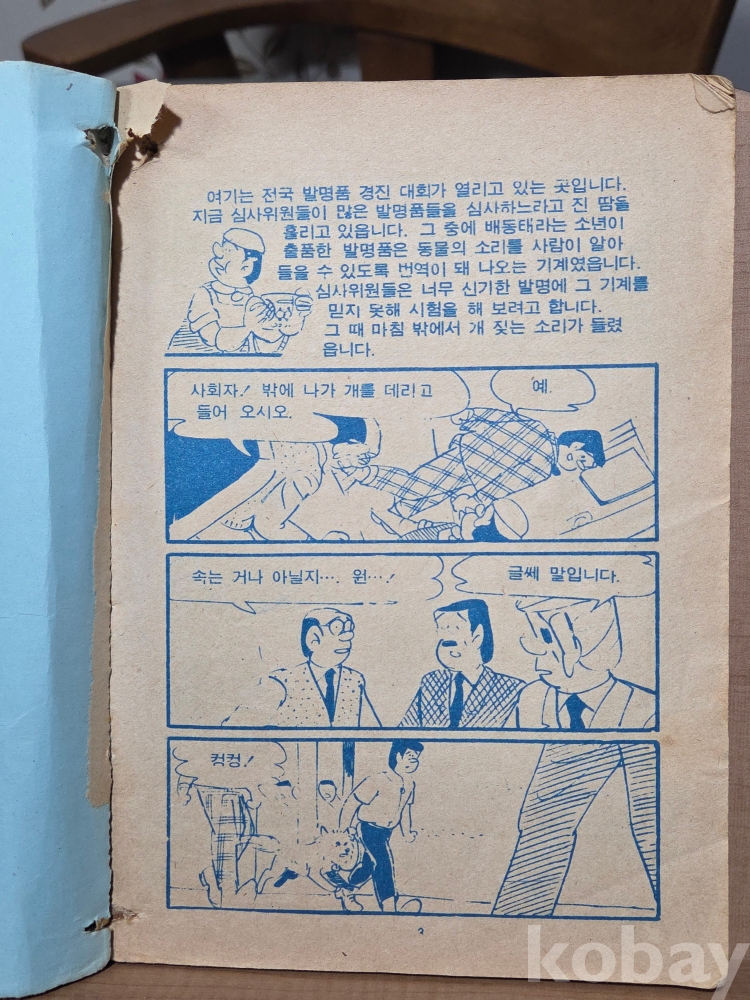 여기는 전국 발명품 경진 대회가 열리고 있는 곳입니다.
지금 심사위원들이 많은 발명품들을 심사하느라고 진 땀을
흘리고 있읍니다. 그 중에 배동태라는 소년이
출품한 발명품은 동물의 소리를 사람이 알아
들을 수 있도록 번역이 돼 나오는 기계였읍니다.
심사위원들은 너무 신기한 발명에 그 기계를
믿지 못해 시험을 해 보려고 합니다.
그 때 마침 밖에서 개 짖는 소리가 들렸
읍니다.
사회자! 밖에 나가 개를 데리고
들어 오시오.
예.
속는 거나 아닐지…. 원…!
글쎄 말입니다.
컹컹!
3
kobay